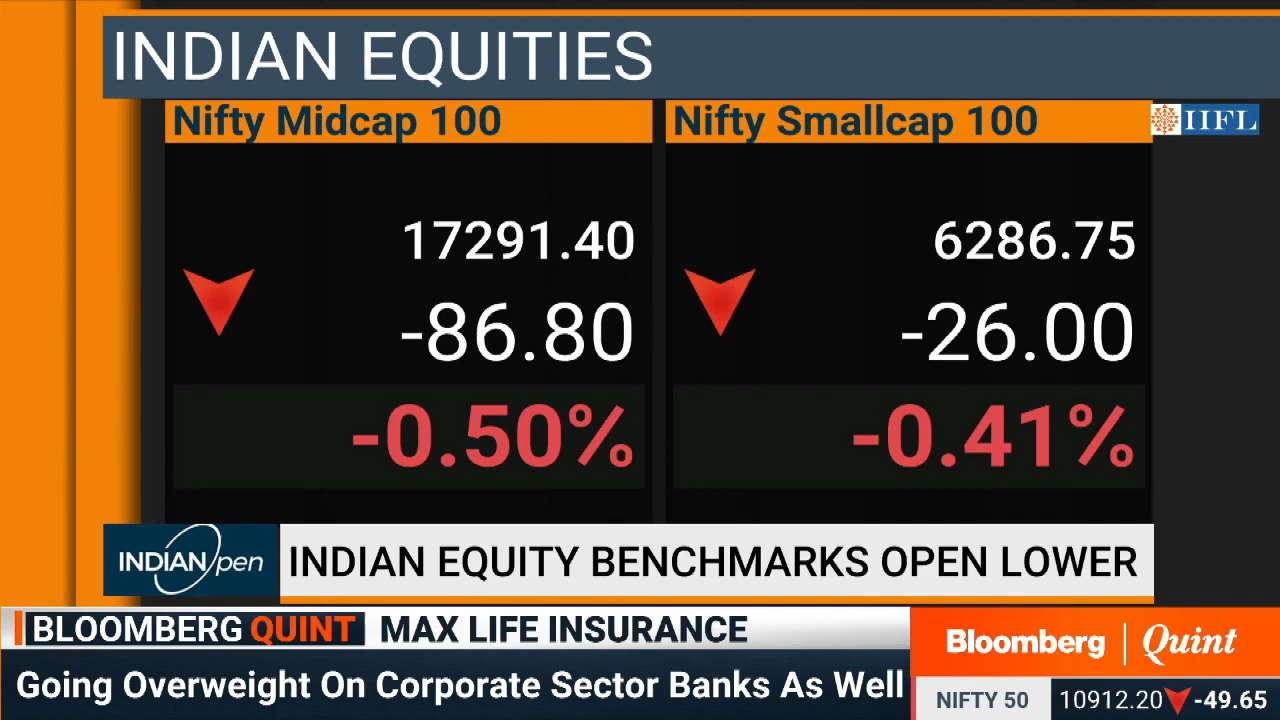 INDIAN EQUITIES
Nifty Midcap 100
17291.40
-86.80
-0.50%
Nifty Smallcap 100
6286.75
-26.00
-0.41%
IIFL
INDIAN Open
INDIAN EQUITY BENCHMARKS OPEN LOWER
BLOOMBERG QUINT MAX LIFE INSURANCE
Going Overweight On Corporate Sector Banks As Well
Bloomberg | Quint
NIFTY 50 10912.20 -49.65